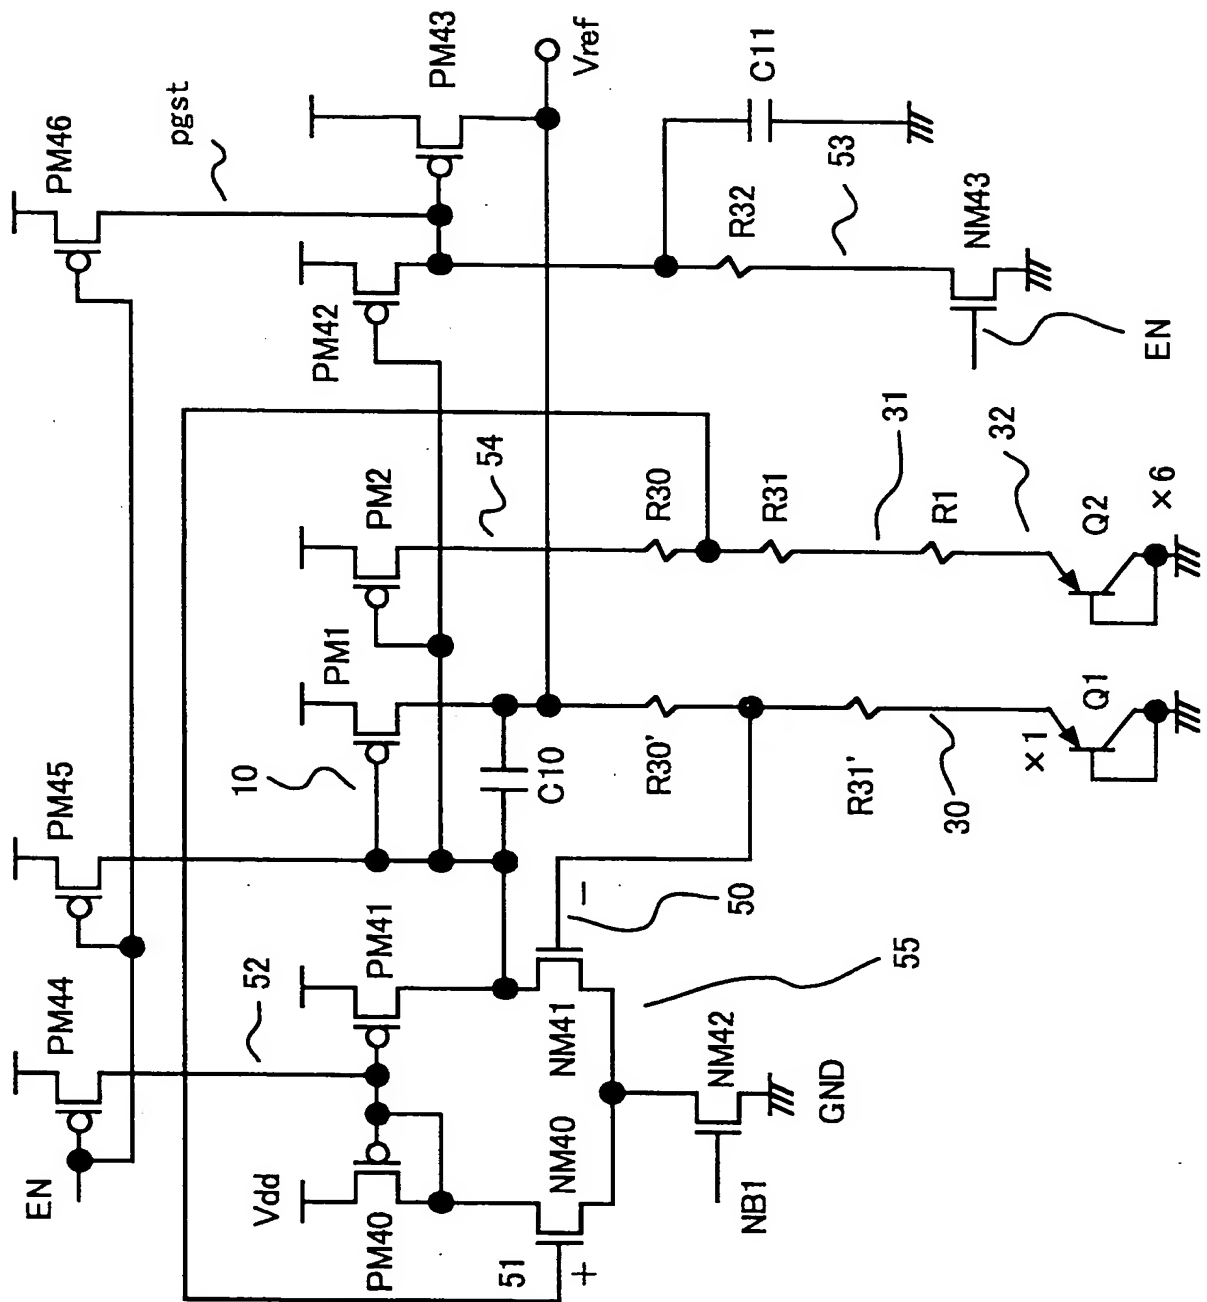 EN
PM44
PM45
PM46
pgst
52
10
Vdd
PM40
PM41
PM1
PM2
54
PM42
PM43
Vref
C10
R30'
R30
C11
51
+
NM40
NM41
−
50
R31'
R31
31
R32
53
55
30
R1
32
NB1
NM42
GND
×1
Q1
Q2
×6
EN
NM43